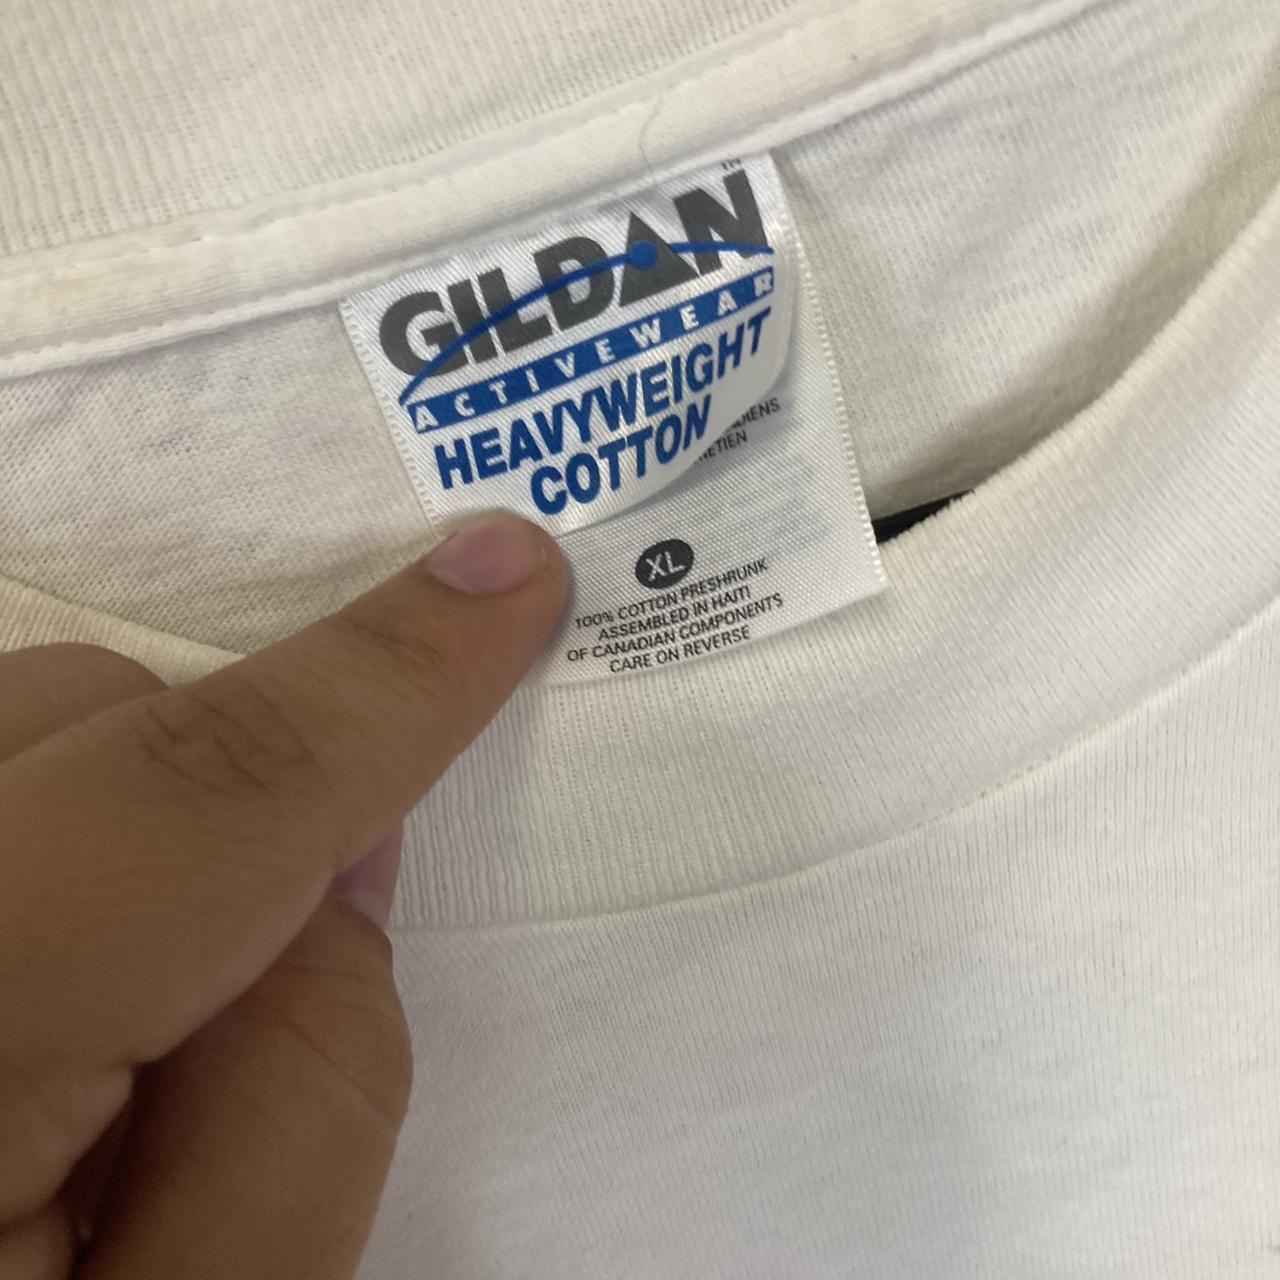 GILDAN
ACTIVEWEAR
HEAVYWEIGHT
COTTON
XL
100% COTTON PRESHRUNK
ASSEMBLED IN HAITI
OF CANADIAN COMPONENTS
CARE ON REVERSE